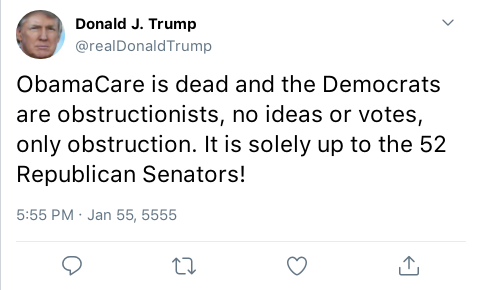 Donald J. Trump
@realDonaldTrump
ObamaCare is dead and the Democrats
are obstructionists, no ideas or votes,
only obstruction. It is solely up to the 52
Republican Senators!
5:55 PM · Jan 55, 5555